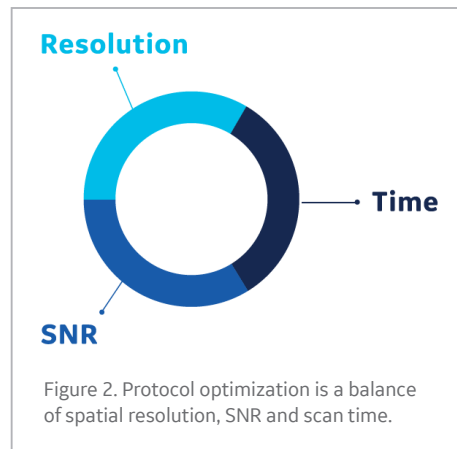 Resolution
Time
SNR
Figure 2. Protocol optimization is a balance
of spatial resolution, SNR and scan time.